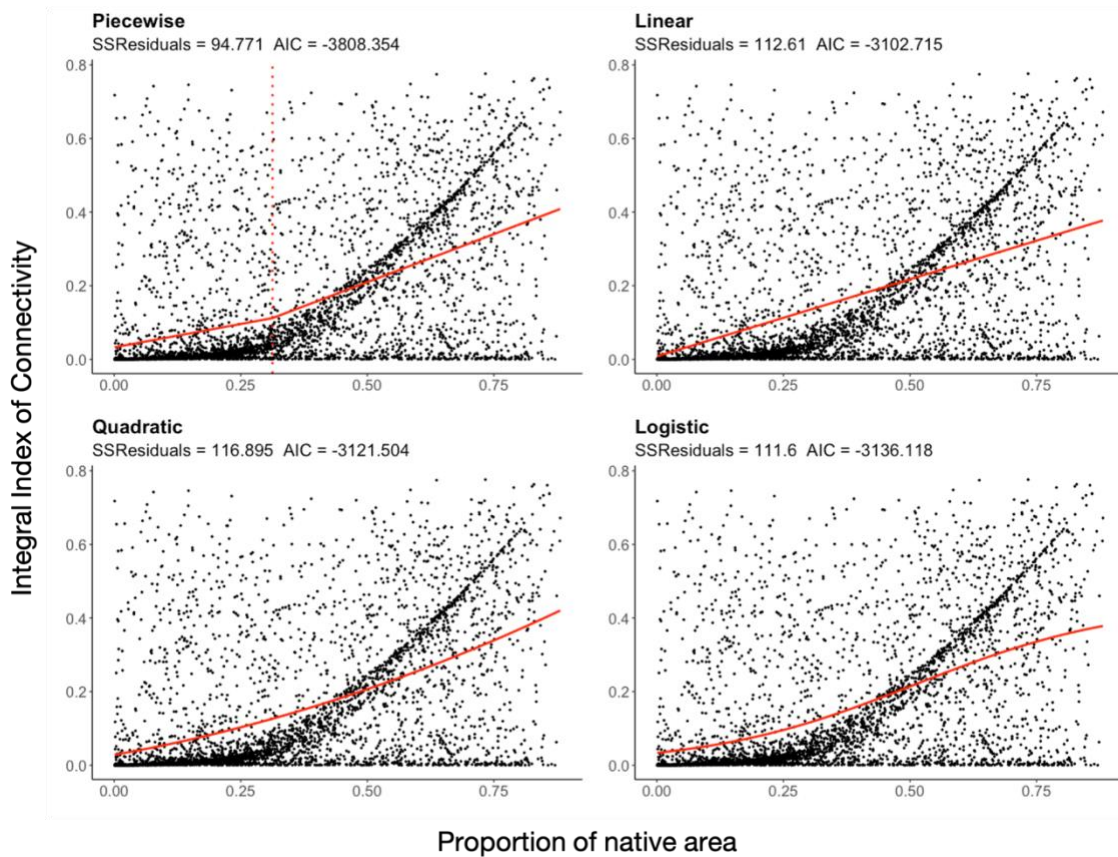 Piecewise
SSResiduals = 94.771 AIC = -3808.354
0.8
0.6
0.4
0.2
0.0
0.00 0.25 0.50 0.75
Linear
SSResiduals = 112.61 AIC = -3102.715
0.8
0.6
0.4
0.2
0.0
0.00 0.25 0.50 0.75
Quadratic
SSResiduals = 116.895 AIC = -3121.504
0.8
0.6
0.4
0.2
0.0
0.00 0.25 0.50 0.75
Logistic
SSResiduals = 111.6 AIC = -3136.118
0.8
0.6
0.4
0.2
0.0
0.00 0.25 0.50 0.75
Integral Index of Connectivity
Proportion of native area